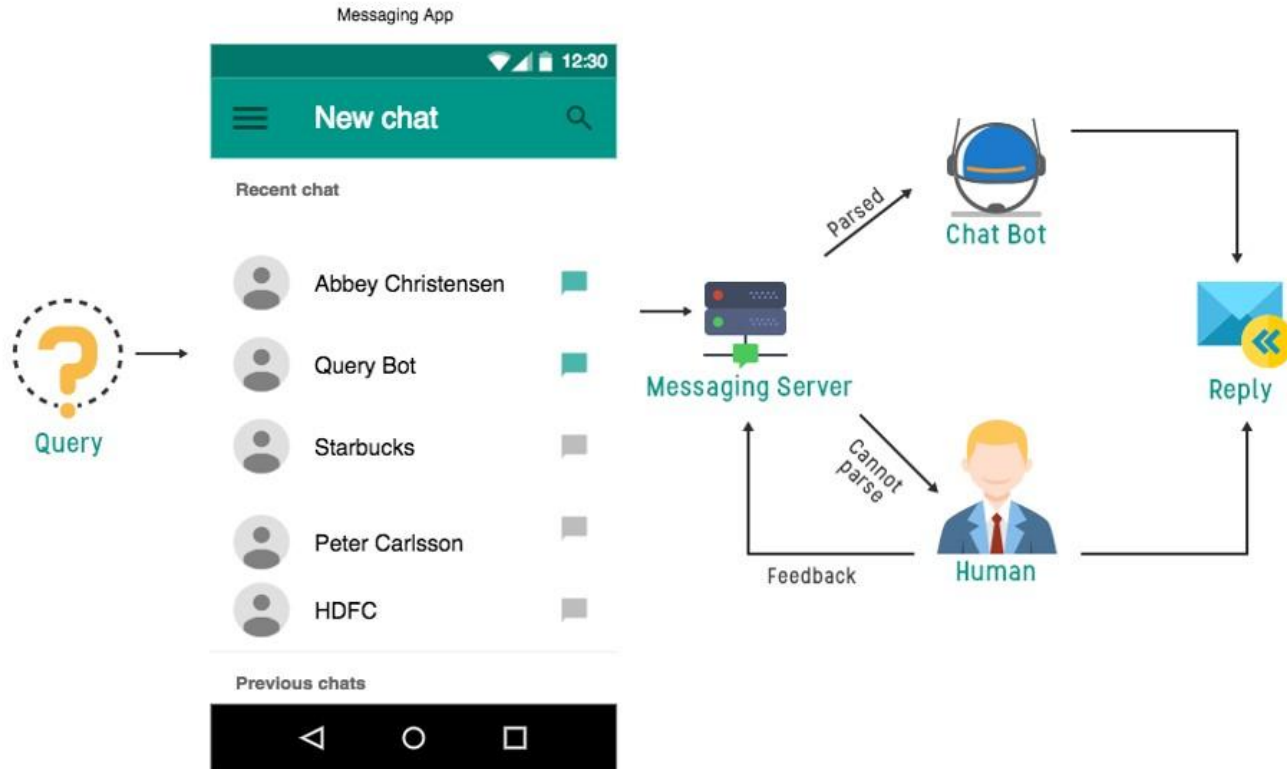 Messaging App
12:30
New chat
Recent chat
Abbey Christensen
Query Bot
Starbucks
Peter Carlsson
HDFC
Previous chats
Query
Messaging Server
Parsed
Chat Bot
Cannot
parse
Human
Feedback
Reply